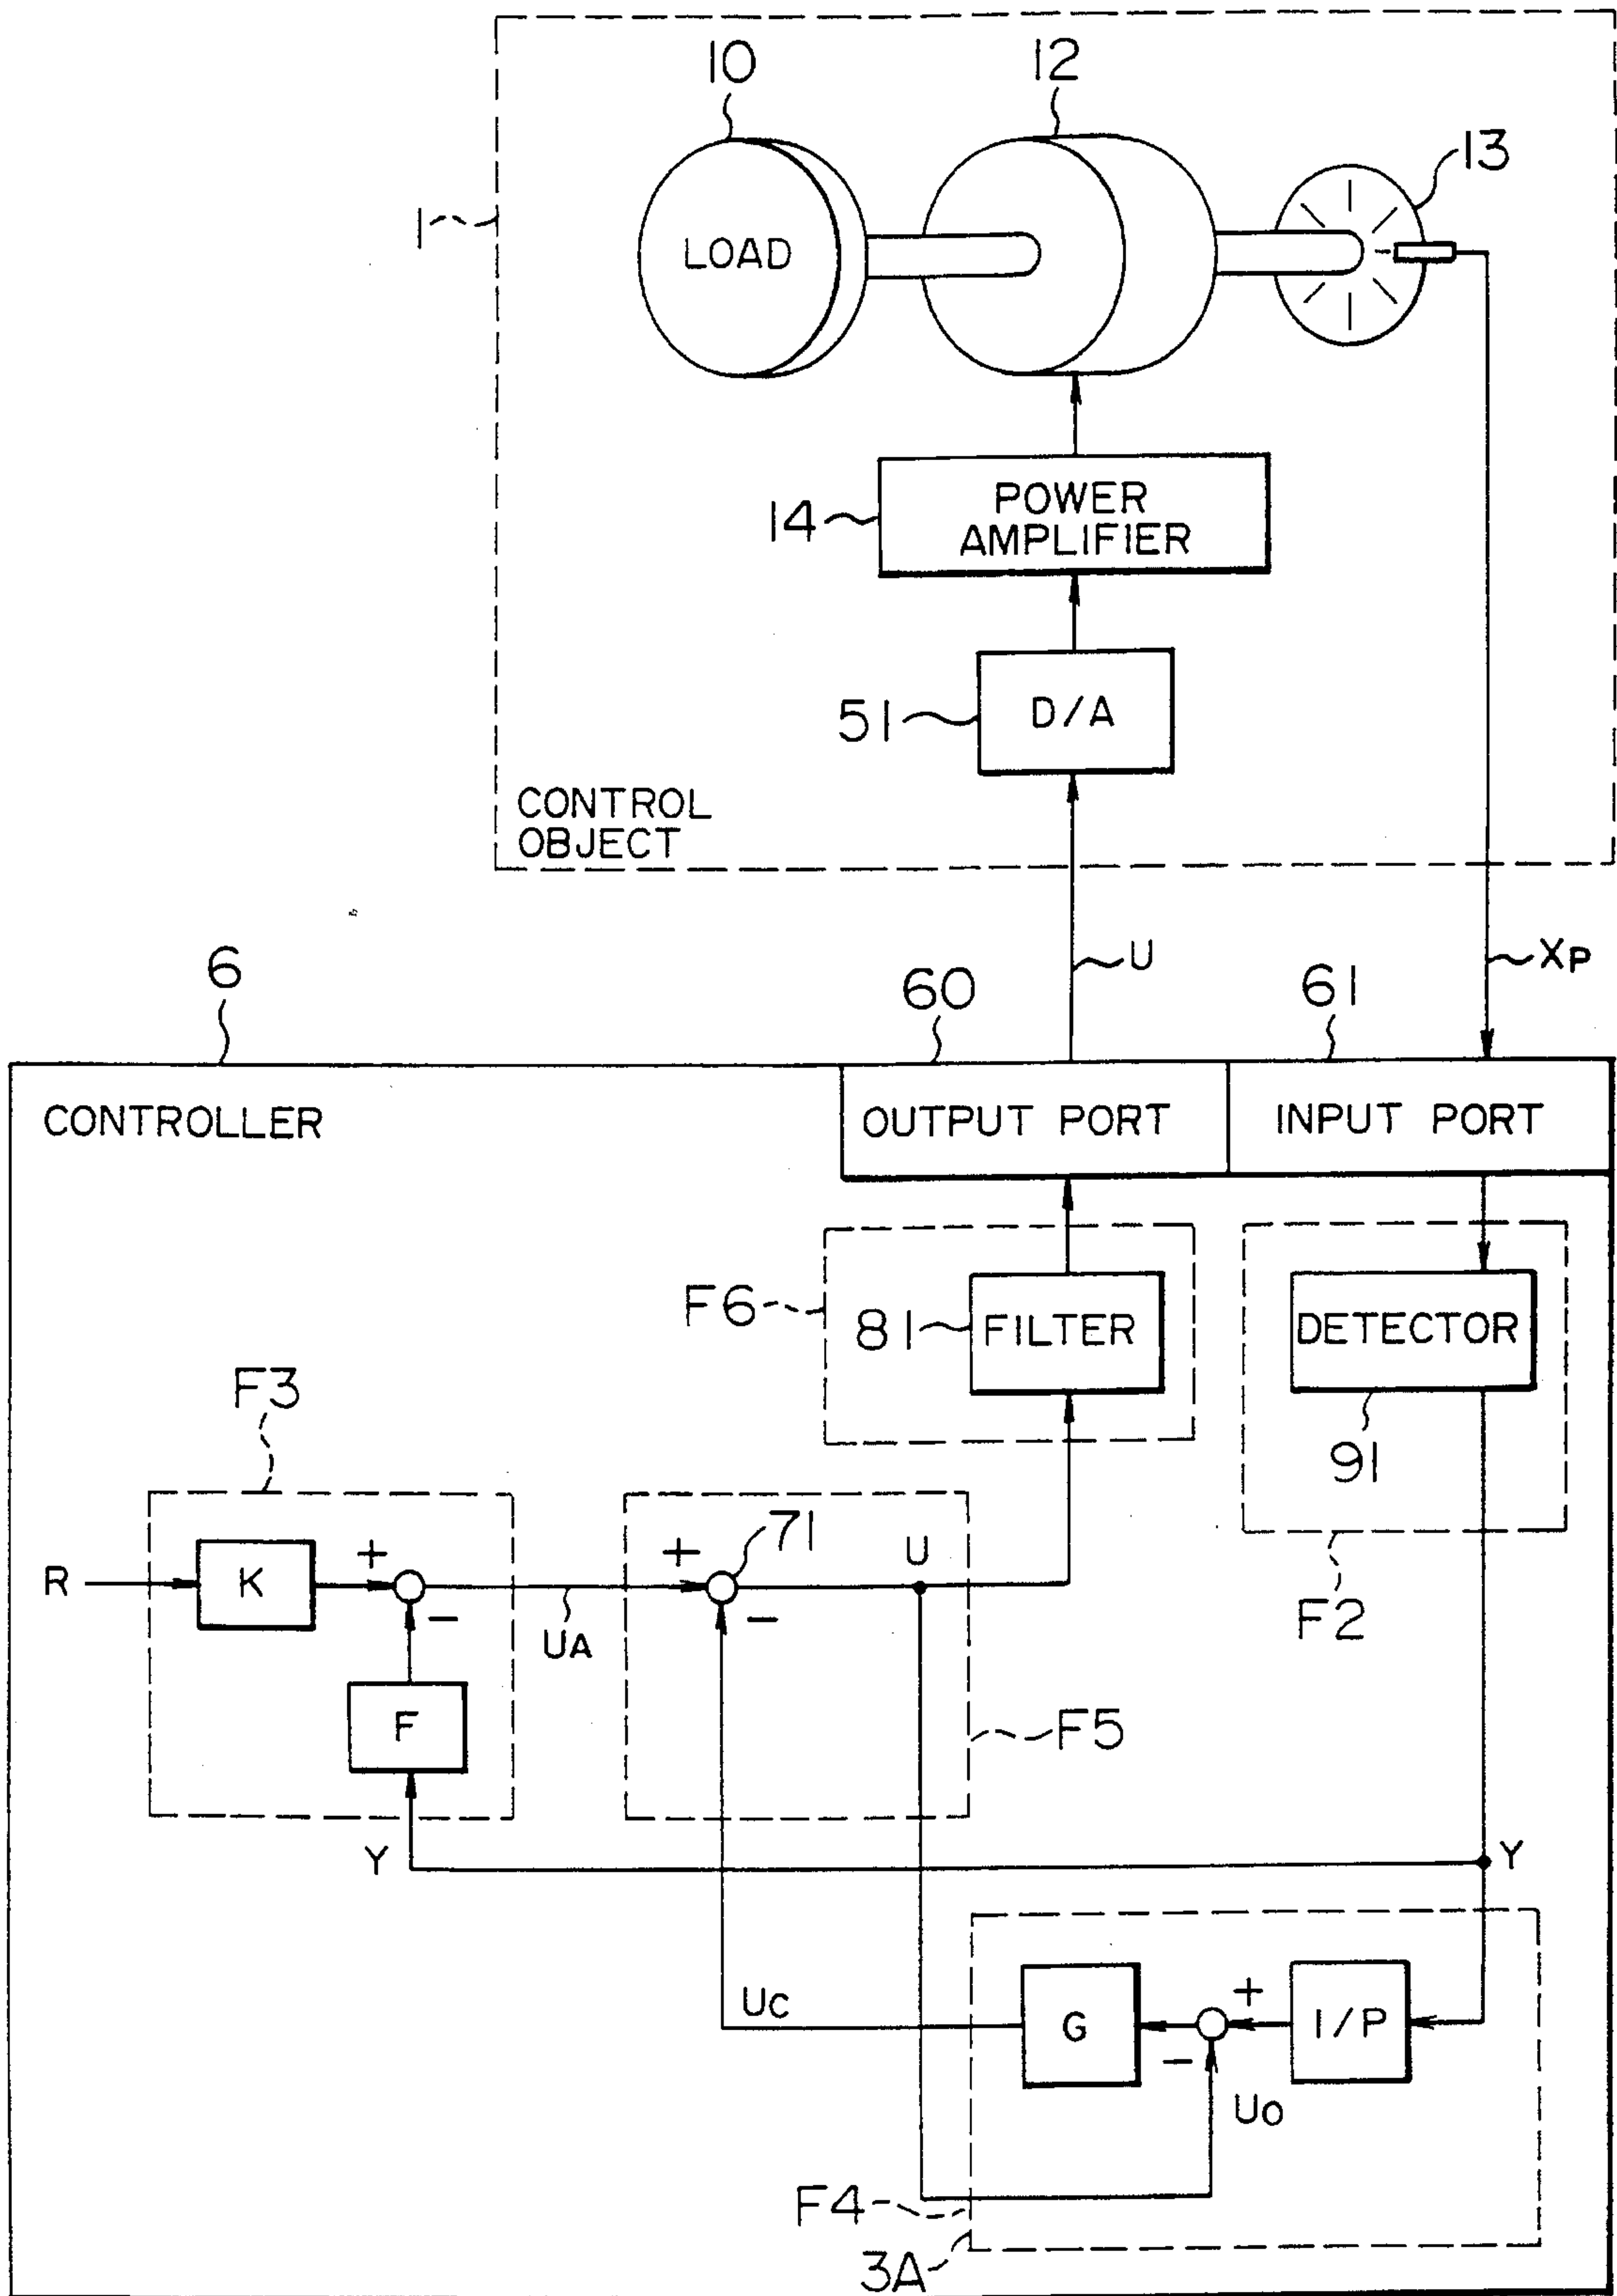 10
12
13
1
LOAD
14
POWER
AMPLIFIER
51
D/A
CONTROL
OBJECT
6
60
U
61
XP
CONTROLLER
OUTPUT PORT
INPUT PORT
F6
81
FILTER
DETECTOR
91
F3
F2
R
K
+
-
UA
+
71
-
U
F
F5
Y
Y
UC
G
+
-
1/P
UO
F4
3A